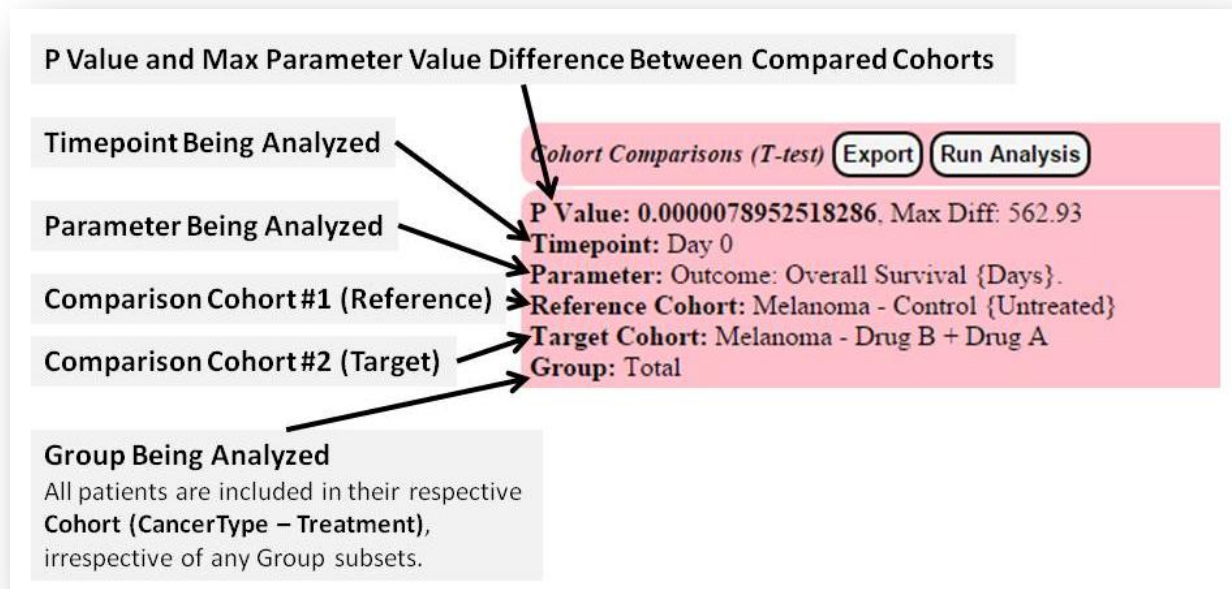 P Value and Max Parameter Value Difference Between Compared Cohorts
Timepoint Being Analyzed
Parameter Being Analyzed
Comparison Cohort #1 (Reference)
Comparison Cohort #2 (Target)
Group Being Analyzed
All patients are included in their respective
Cohort (CancerType – Treatment),
irrespective of any Group subsets.
Cohort Comparisons (T-test) Export Run Analysis
P Value: 0.0000078952518286, Max Diff: 562.93
Timepoint: Day 0
Parameter: Outcome: Overall Survival {Days}.
Reference Cohort: Melanoma - Control {Untreated}
Target Cohort: Melanoma - Drug B + Drug A
Group: Total